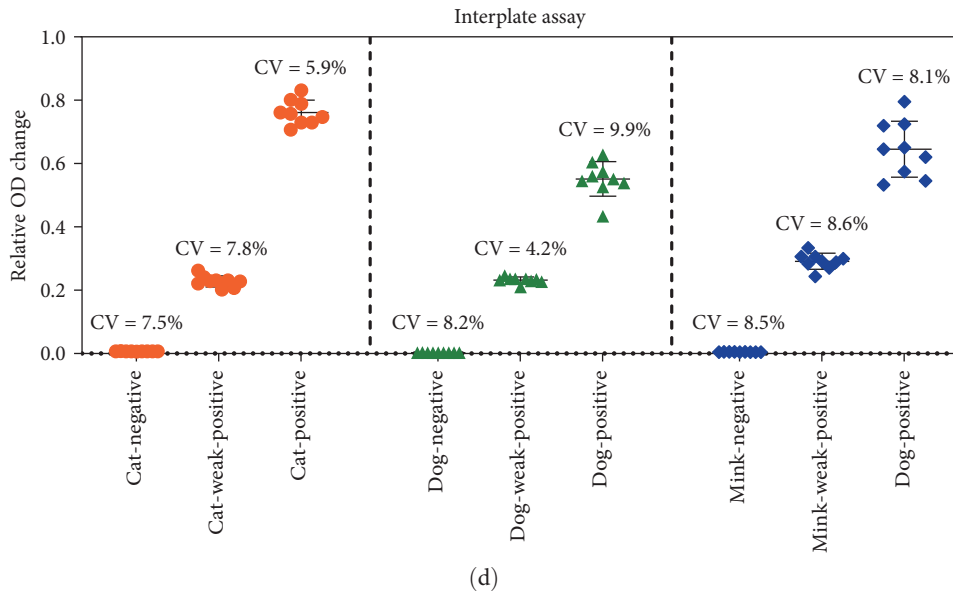 Interplate assay
Relative OD change
1.0
0.8
0.6
0.4
0.2
0.0
CV = 7.5%
CV = 7.8%
CV = 5.9%
CV = 8.2%
CV = 4.2%
CV = 9.9%
CV = 8.5%
CV = 8.6%
CV = 8.1%
Cat-negative
Cat-weak-positive
Cat-positive
Dog-negative
Dog-weak-positive
Dog-positive
Mink-negative
Mink-weak-positive
Dog-positive
(d)